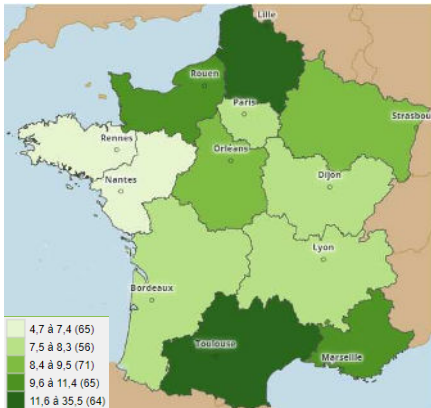 Lille
Rouen
Paris
Strasbou
Rennes
Orléans
Nantes
Dijon
Lyon
Bordeaux
Toulouse
Marseille
4,7 à 7,4 (65)
7,5 à 8,3 (56)
8,4 à 9,5 (71)
9,6 à 11,4 (65)
11,6 à 35,5 (64)